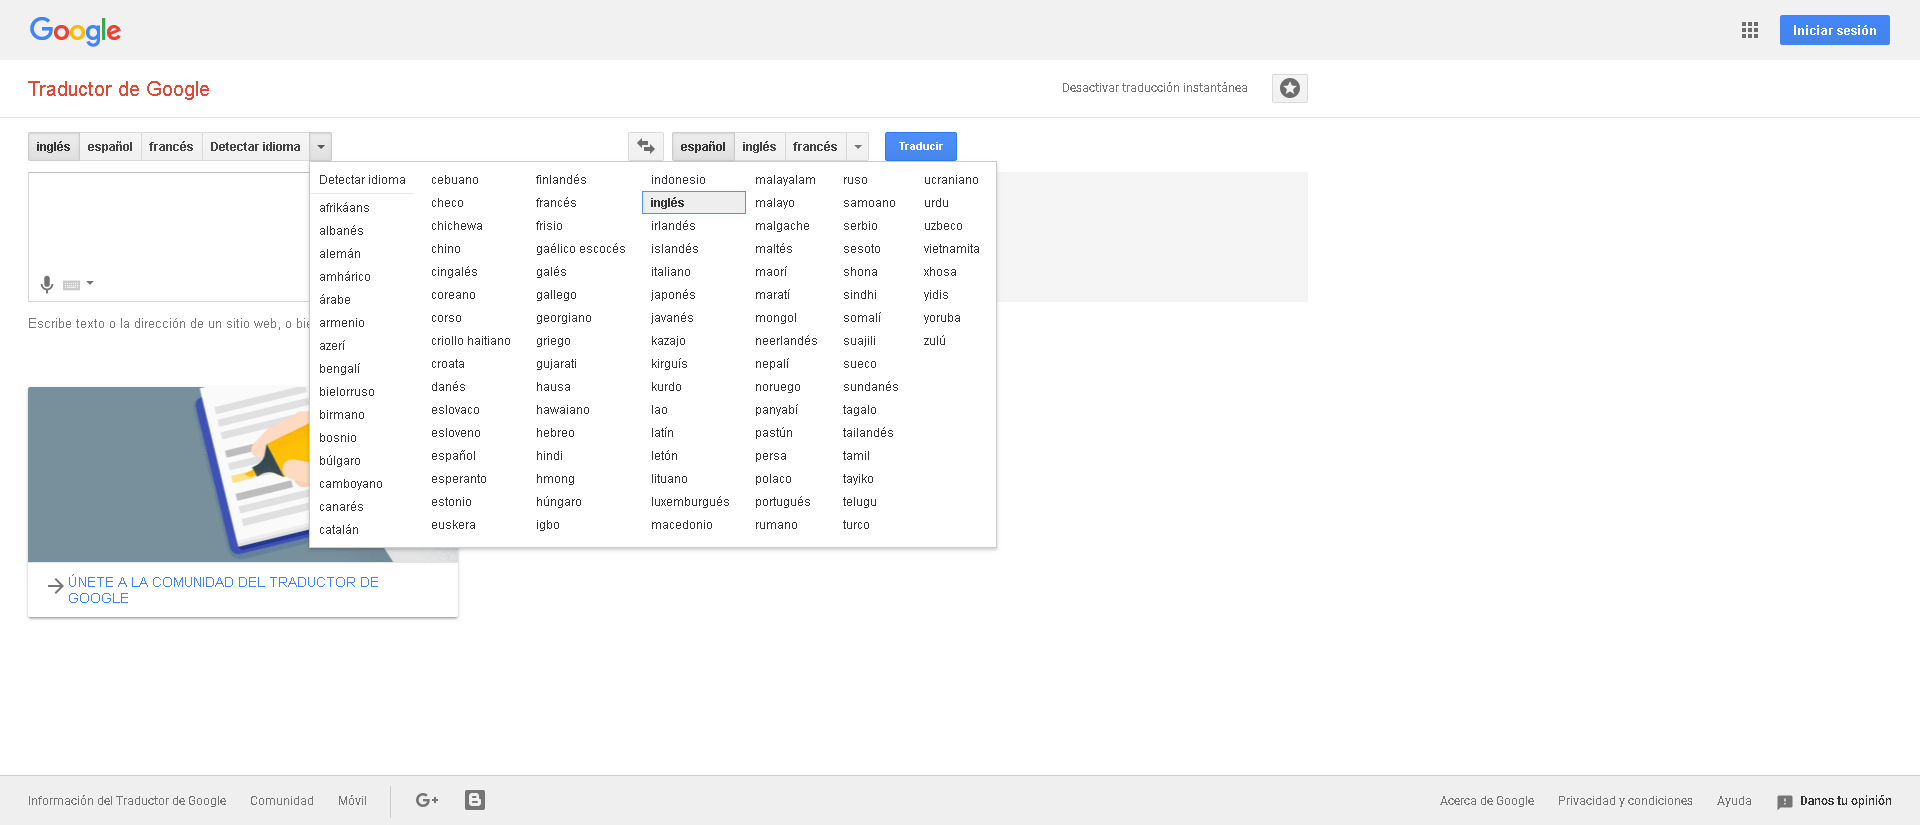 Google
Iniciar sesión
Traductor de Google
Desactivar traducción instantánea
inglés español francés Detectar idioma
español inglés francés
Traducir
Escribe texto o la dirección de un sitio web, o
Detectar idioma
afrikáans
albanés
alemán
amhárico
árabe
armenio
azerí
bengalí
bielorruso
birmano
bosnio
búlgaro
camboyano
canarés
catalán
cebuano
checo
chichewa
chino
cingalés
coreano
corso
criollo haitiano
croata
danés
eslovaco
esloveno
español
esperanto
estonio
euskera
finlandés
francés
frisio
gaélico escocés
galés
gallego
georgiano
griego
gujarati
hausa
hawaiano
hebreo
hindi
hmong
húngaro
igbo
indonesio
inglés
irlandés
islandés
italiano
japonés
javanés
kazajo
kirguís
kurdo
lao
latín
letón
lituano
luxemburgués
macedonio
malayalam
malayo
malgache
maltés
maorí
maratí
mongol
neerlandés
nepalí
noruego
panyabí
pastún
persa
polaco
portugués
rumano
ruso
samoano
serbio
sesoto
shona
sindhi
somalí
suajili
sueco
sundanés
tagalo
tailandés
tamil
tayiko
telugu
turco
ucraniano
urdu
uzbeco
vietnamita
xhosa
yidis
yoruba
zulú
ÚNETE A LA COMUNIDAD DEL TRADUCTOR DE
GOOGLE
Información del Traductor de Google Comunidad Móvil G+ B
Acerca de Google Privacidad y condiciones Ayuda Danos tu opinión